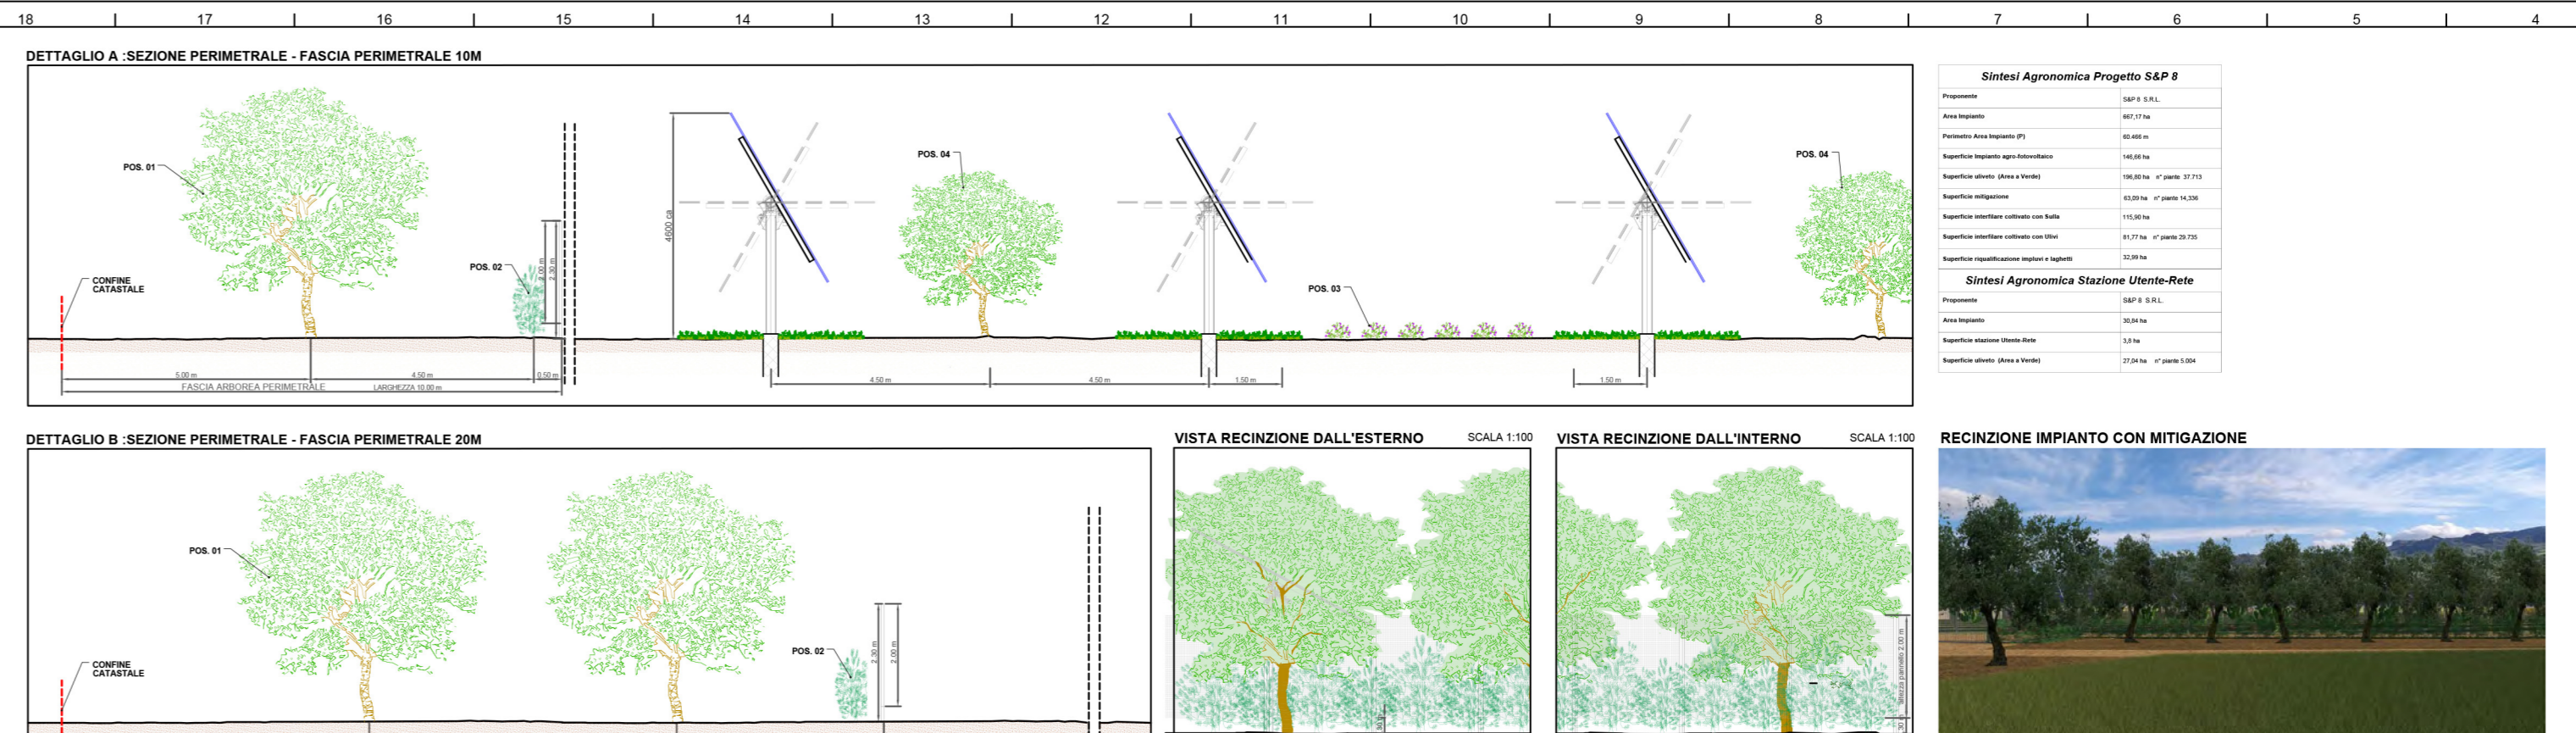 18 17 16 15 14 13 12 11 10 9 8 7 6 5 4
DETTAGLIO A :SEZIONE PERIMETRALE - FASCIA PERIMETRALE 10M
POS. 01
CONFINE
CATASTALE
POS. 02
2.00 m
2.30 m
4600 ca
POS. 04
POS. 03
POS. 04
5.00 m
4.50 m
0.50 m
FASCIA ARBOREA PERIMETRALE
LARGHEZZA 10.00 m
4.50 m
4.50 m
1.50 m
1.50 m
Sintesi Agronomica Progetto S&P 8
Proponente S&P 8 S.R.L.
Area Impianto 667,17 ha
Perimetro Area Impianto (P) 60.466 m
Superficie Impianto agro-fotovoltaico 146,66 ha
Superficie uliveto (Area a Verde) 196,80 ha n° piante 37.713
Superficie mitigazione 63,09 ha n° piante 14,336
Superficie interfilare coltivato con Sulla 115,90 ha
Superficie interfilare coltivato con Ulivi 81,77 ha n° piante 29.735
Superficie riqualificazione impluvi e laghetti 32,99 ha
Sintesi Agronomica Stazione Utente-Rete
Proponente S&P 8 S.R.L.
Area Impianto 30,84 ha
Superficie stazione Utente-Rete 3,8 ha
Superficie uliveto (Area a Verde) 27,04 ha n° piante 5.004
DETTAGLIO B :SEZIONE PERIMETRALE - FASCIA PERIMETRALE 20M
POS. 01
CONFINE
CATASTALE
POS. 02
2.30 m
2.00 m
VISTA RECINZIONE DALL'ESTERNO SCALA 1:100
VISTA RECINZIONE DALL'INTERNO SCALA 1:100
altezza pannello 2.00 m
RECINZIONE IMPIANTO CON MITIGAZIONE